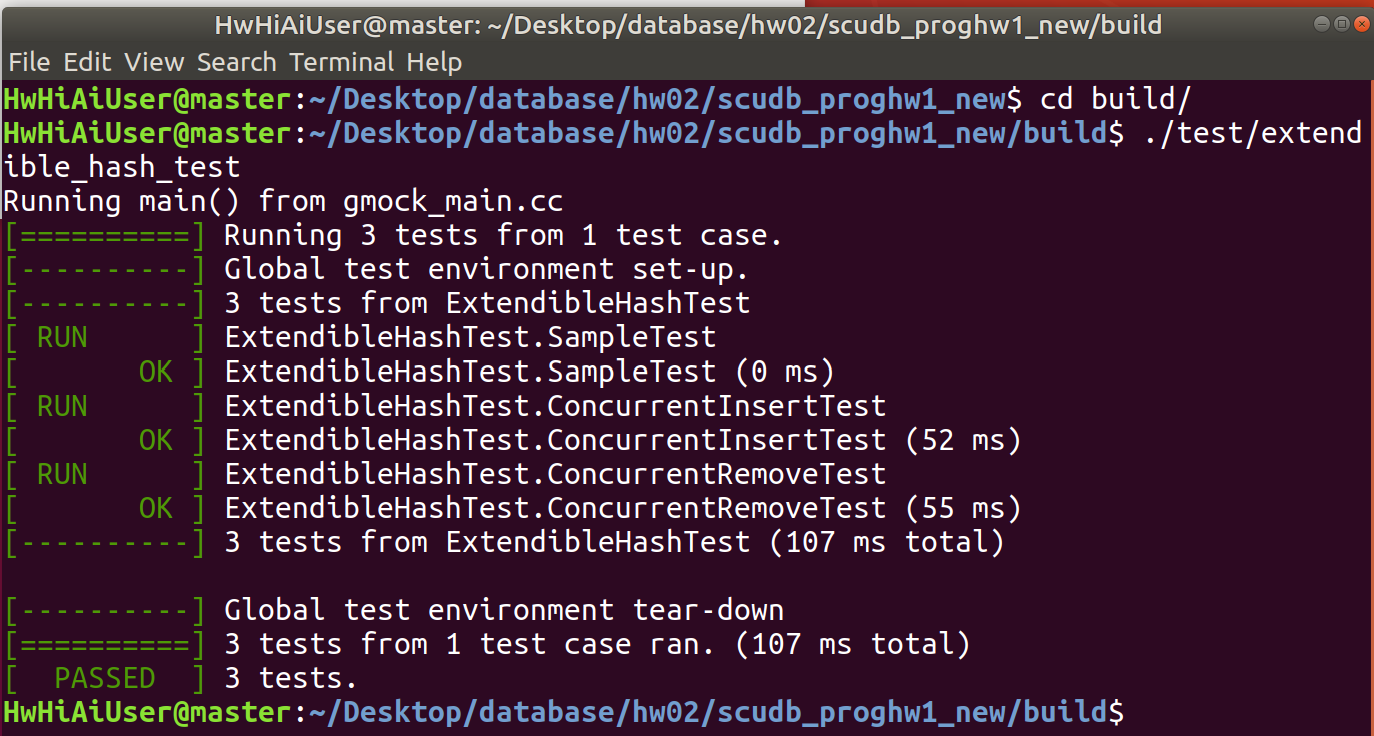 HwHiAiUser@master: ~/Desktop/database/hw02/scudb_proghw1_new/build
File Edit View Search Terminal Help
HwHiAiUser@master:~/Desktop/database/hw02/scudb_proghw1_new$ cd build/
HwHiAiUser@master:~/Desktop/database/hw02/scudb_proghw1_new/build$ ./test/extend
ible_hash_test
Running main() from gmock_main.cc
[==========] Running 3 tests from 1 test case.
[----------] Global test environment set-up.
[----------] 3 tests from ExtendibleHashTest
[ RUN      ] ExtendibleHashTest.SampleTest
[       OK ] ExtendibleHashTest.SampleTest (0 ms)
[ RUN      ] ExtendibleHashTest.ConcurrentInsertTest
[       OK ] ExtendibleHashTest.ConcurrentInsertTest (52 ms)
[ RUN      ] ExtendibleHashTest.ConcurrentRemoveTest
[       OK ] ExtendibleHashTest.ConcurrentRemoveTest (55 ms)
[----------] 3 tests from ExtendibleHashTest (107 ms total)
[----------] Global test environment tear-down
[==========] 3 tests from 1 test case ran. (107 ms total)
[  PASSED  ] 3 tests.
HwHiAiUser@master:~/Desktop/database/hw02/scudb_proghw1_new/build$